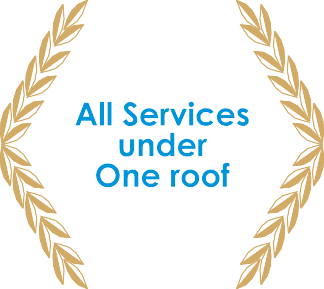 All Services
under
One roof